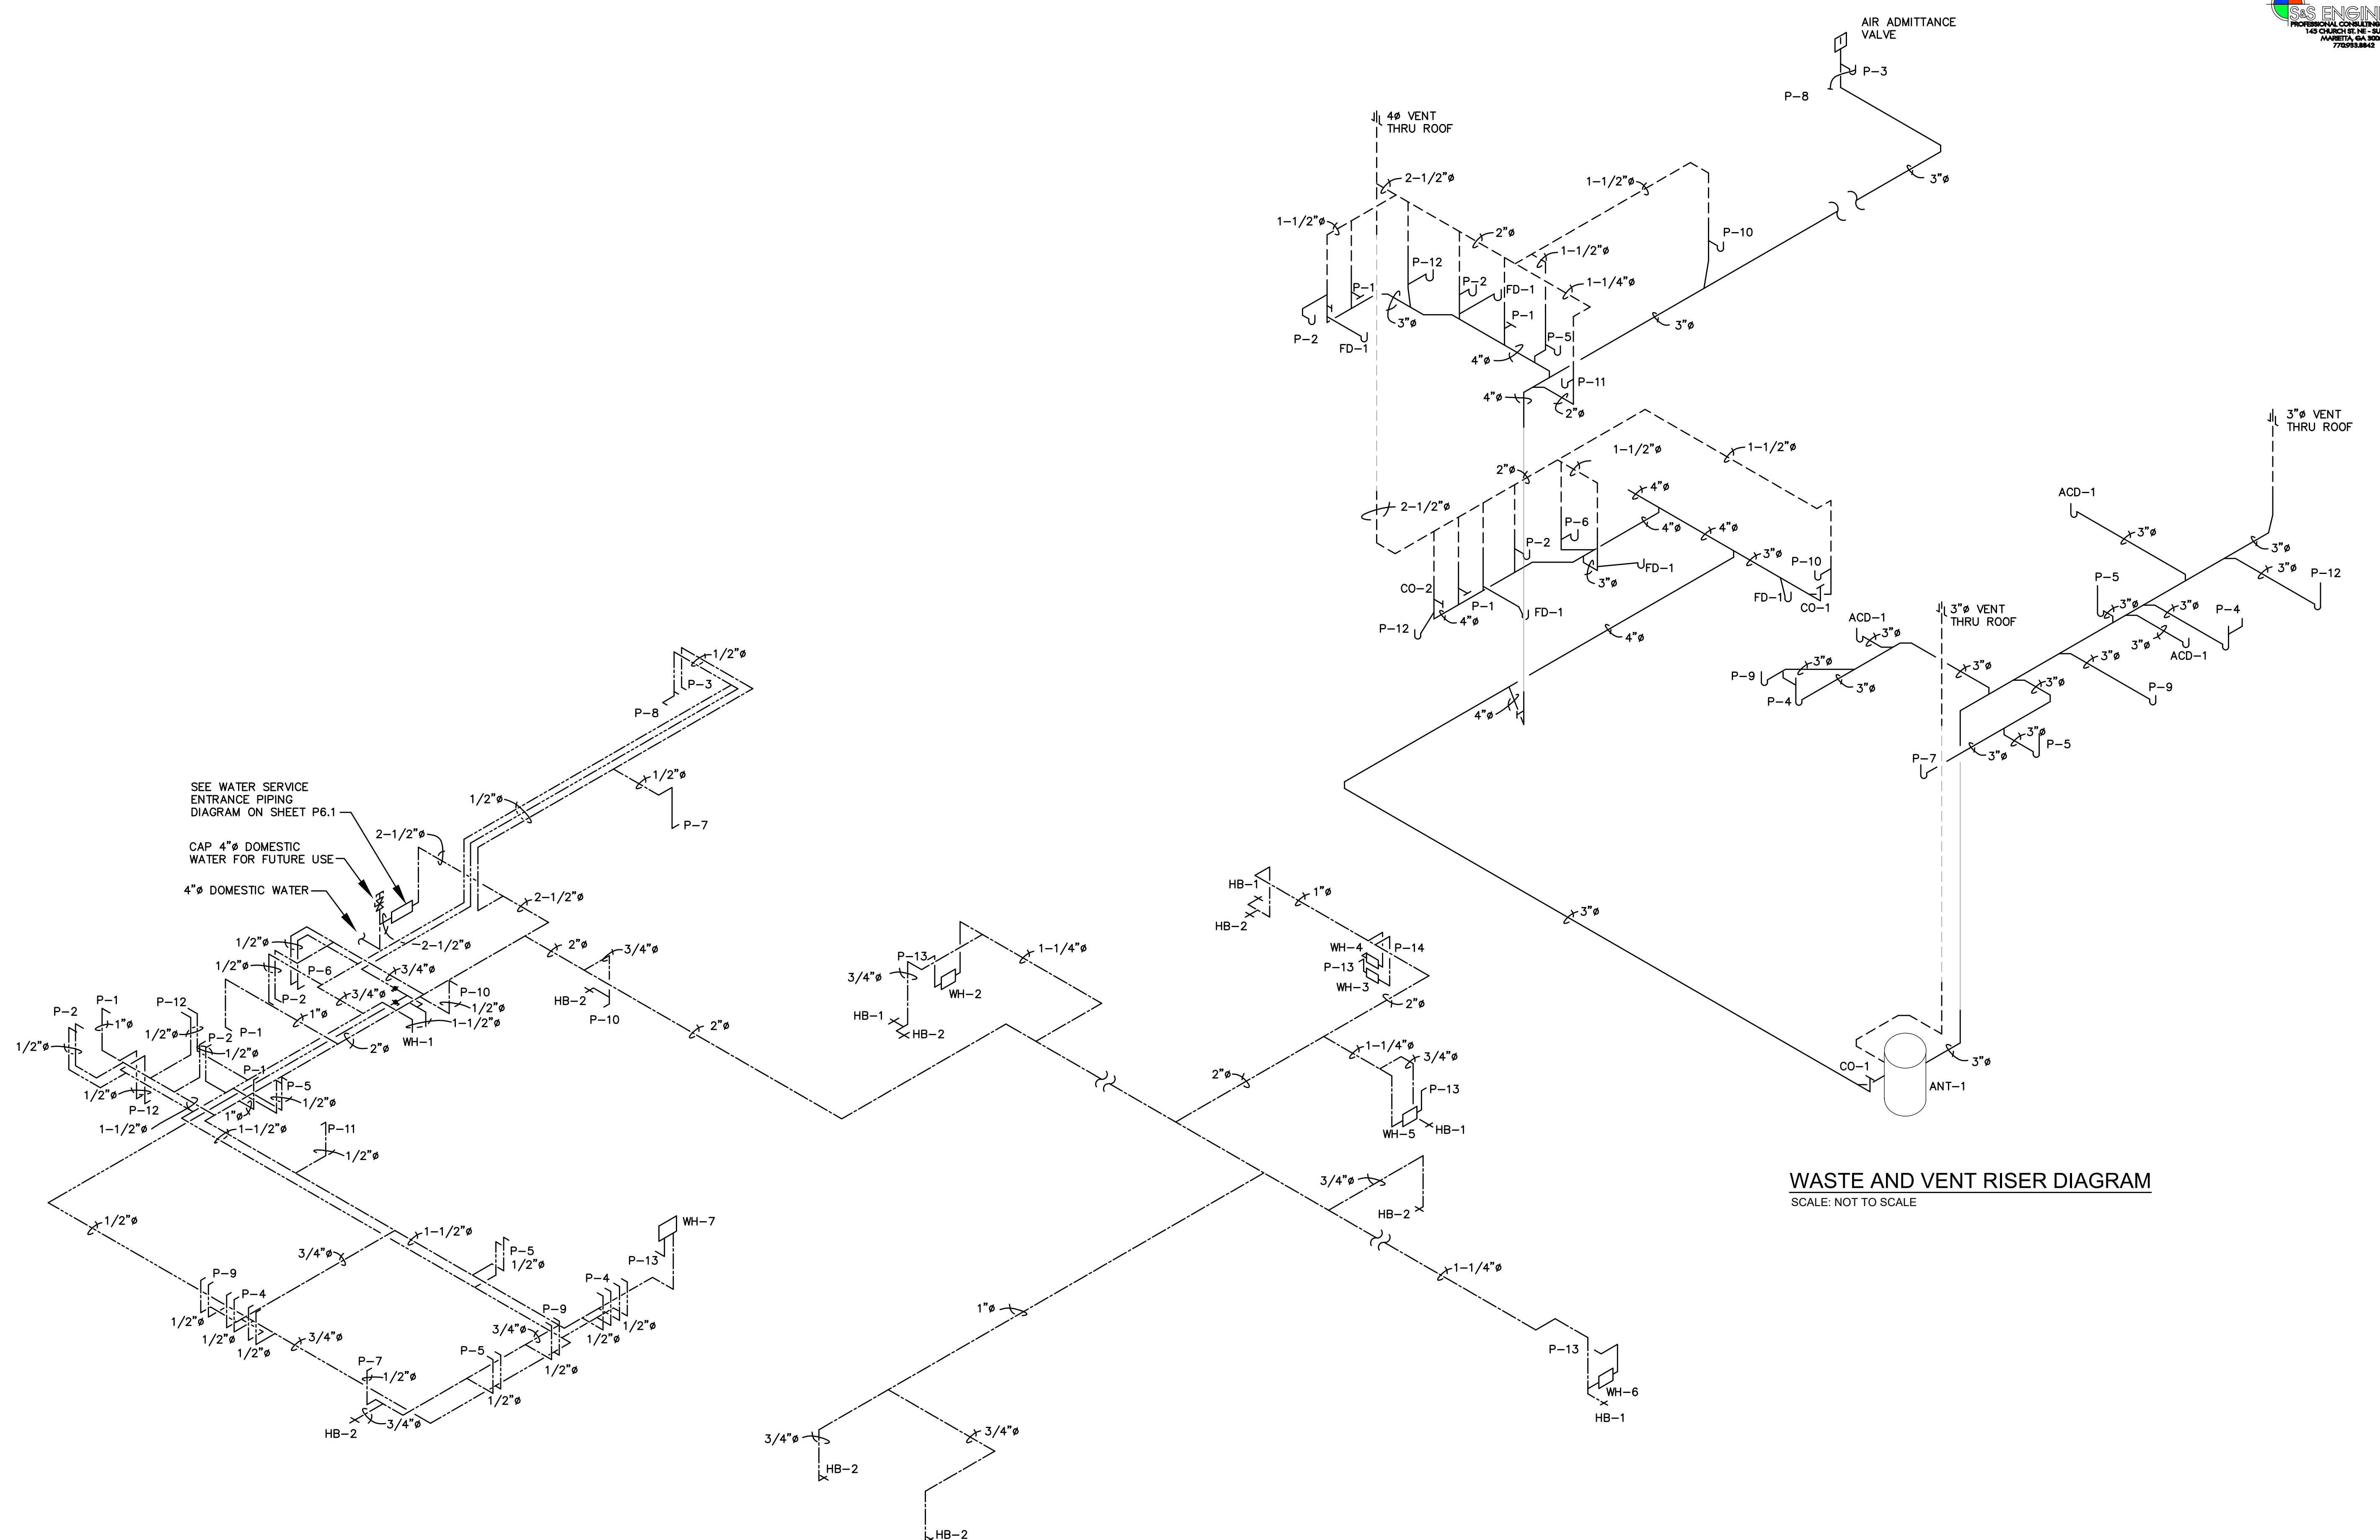 S&S ENGIN
PROFESSIONAL CONSULTING
145 CHURCH ST. NE - SU
MARIETTA, GA 300
770.933.8842
AIR ADMITTANCE
VALVE
P-3
P-8
4ø VENT
THRU ROOF
2-1/2"ø
1-1/2"ø
3"ø
1-1/2"ø
2"ø
P-10
1-1/2"ø
P-12
P-2
1-1/4"ø
P-1
FD-1
P-1
3"ø
3"ø
P-2
P-5
FD-1
4"ø
P-11
4"ø
2"ø
3"ø VENT
THRU ROOF
1-1/2"ø
1-1/2"ø
2"ø
4"ø
ACD-1
2-1/2"ø
P-6
4"ø
4"ø
3"ø
P-2
3"ø
3"ø
P-10
FD-1
3"ø
P-12
3"ø
P-5
CO-2
FD-1
CO-1
P-1
FD-1
3"ø
3"ø
P-4
3"ø VENT
THRU ROOF
4"ø
ACD-1
P-12
4"ø
3"ø
3"ø
ACD-1
1/2"ø
3"ø
3"ø
3"ø
P-9
P-3
3"ø
3"ø
P-9
P-4
P-8
4"ø
3"ø
P-5
3"ø
P-7
1/2"ø
SEE WATER SERVICE
ENTRANCE PIPING
DIAGRAM ON SHEET P6.1
1/2"ø
P-7
2-1/2"ø
CAP 4"ø DOMESTIC
WATER FOR FUTURE USE
4"ø DOMESTIC WATER
HB-1
1"ø
2-1/2"ø
3"ø
HB-2
1/2"ø
2-1/2"ø
2"ø
3/4"ø
1-1/4"ø
WH-4
P-14
P-13
1/2"ø
P-6
3/4"ø
3/4"ø
P-13
WH-3
P-10
3/4"ø
WH-2
P-2
HB-2
P-1
P-12
1/2"ø
2"ø
P-2
1"ø
1"ø
1-1/2"ø
HB-1
P-10
1/2"ø
P-1
WH-1
2"ø
HB-2
P-2
1/2"ø
1/2"ø
2"ø
1-1/4"ø
3/4"ø
3"ø
P-1
2"ø
CO-1
P-5
P-13
ANT-1
1/2"ø
1/2"ø
P-12
1"ø
1-1/2"ø
1-1/2"ø
P-11
WH-5
HB-1
1/2"ø
WASTE AND VENT RISER DIAGRAM
SCALE: NOT TO SCALE
3/4"ø
HB-2
1/2"ø
WH-7
1-1/2"ø
3/4"ø
P-5
1/2"ø
P-13
1-1/4"ø
P-9
P-4
P-4
P-9
1"ø
1/2"ø
1/2"ø
1/2"ø
3/4"ø
3/4"ø
1/2"ø
1/2"ø
1/2"ø
P-5
P-13
P-7
1/2"ø
1/2"ø
1/2"ø
WH-6
3/4"ø
HB-1
HB-2
3/4"ø
3/4"ø
HB-2
HB-2